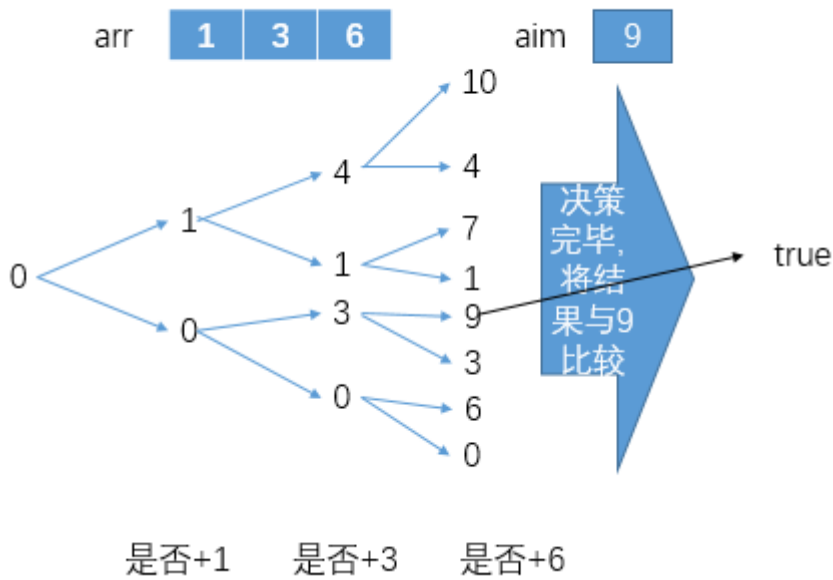 arr 1 3 6 aim 9
10
4 4
1 7
1 1
0 3 9 true
0 3
0 6
0
决策
完毕,
将结
果与9
比较
是否+1 是否+3 是否+6